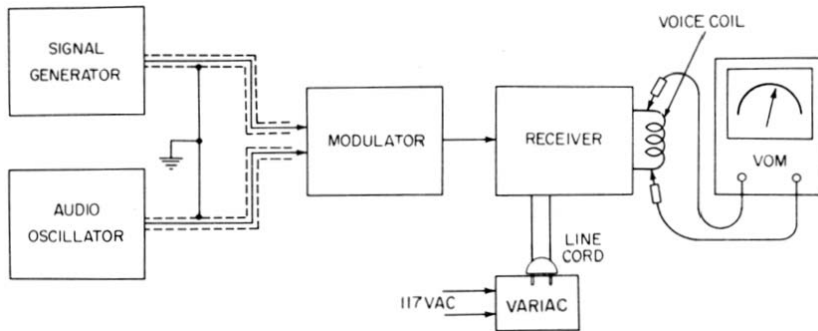 SIGNAL
GENERATOR
AUDIO
OSCILLATOR
MODULATOR
RECEIVER
VOICE COIL
VOM
LINE
CORD
117VAC
VARIAC